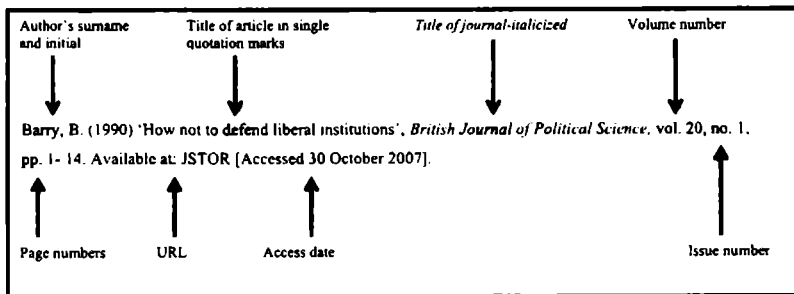 Author's surname and initial
Title of article in single quotation marks
Title of journal-italicized
Volume number
Barry, B. (1990) 'How not to defend liberal institutions', British Journal of Political Science, vol. 20, no. 1,
pp. 1- 14. Available at: JSTOR [Accessed 30 October 2007].
Page numbers
URL
Access date
Issue number